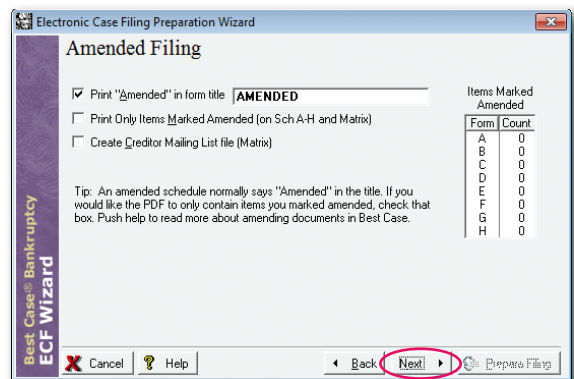 Electronic Case Filing Preparation Wizard
Amended Filing
Print "Amended" in form title AMENDED
Print Only Items Marked Amended (on Sch A-H and Matrix)
Create Creditor Mailing List file (Matrix)
Tip: An amended schedule normally says "Amended" in the title. If you
would like the PDF to only contain items you marked amended, check that
box. Push help to read more about amending documents in Best Case.
Items Marked
Amended
Form Count
A 0
B 0
C 0
D 0
E 0
F 0
G 0
H 0
Best Case® Bankruptcy
ECF Wizard
Cancel Help Back Next Prepare Filing